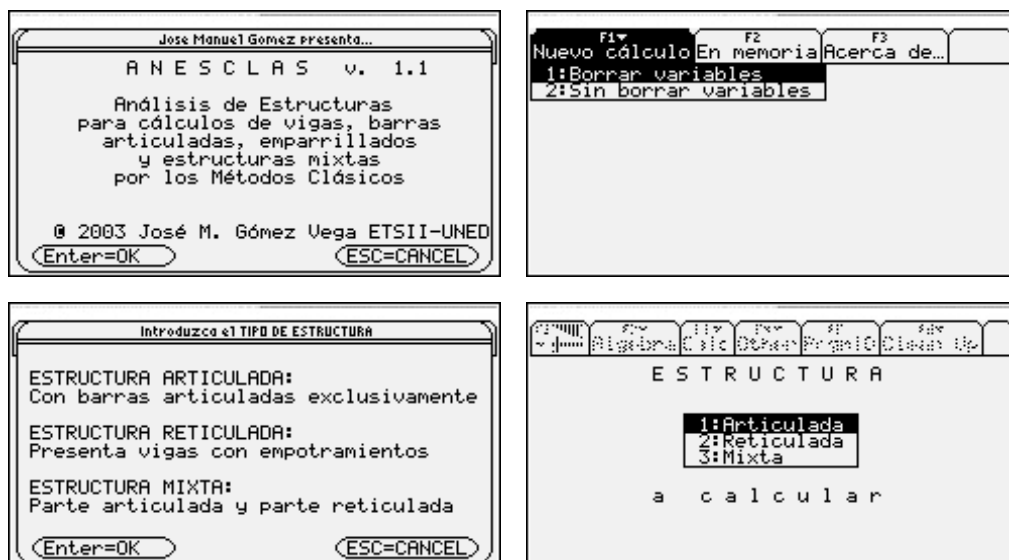 Jose Manuel Gomez presenta...
A N E S C L A S v. 1.1
Análisis de Estructuras
para cálculos de vigas, barras
articuladas, emparrillados
y estructuras mixtas
por los Métodos Clásicos
© 2003 José M. Gómez Vega ETSII-UNED
Enter=OK ESC=CANCEL
F1▾ F2 F3
Nuevo cálculo En memoria Acerca de…
1:Borrar variables
2:Sin borrar variables
Introduzca el TIPO DE ESTRUCTURA
ESTRUCTURA ARTICULADA:
Con barras articuladas exclusivamente
ESTRUCTURA RETICULADA:
Presenta vigas con empotramientos
ESTRUCTURA MIXTA:
Parte articulada y parte reticulada
Enter=OK ESC=CANCEL
Algebra Calc Other PrgmIO Clean Up
E S T R U C T U R A
1:Articulada
2:Reticulada
3:Mixta
a c a l c u l a r